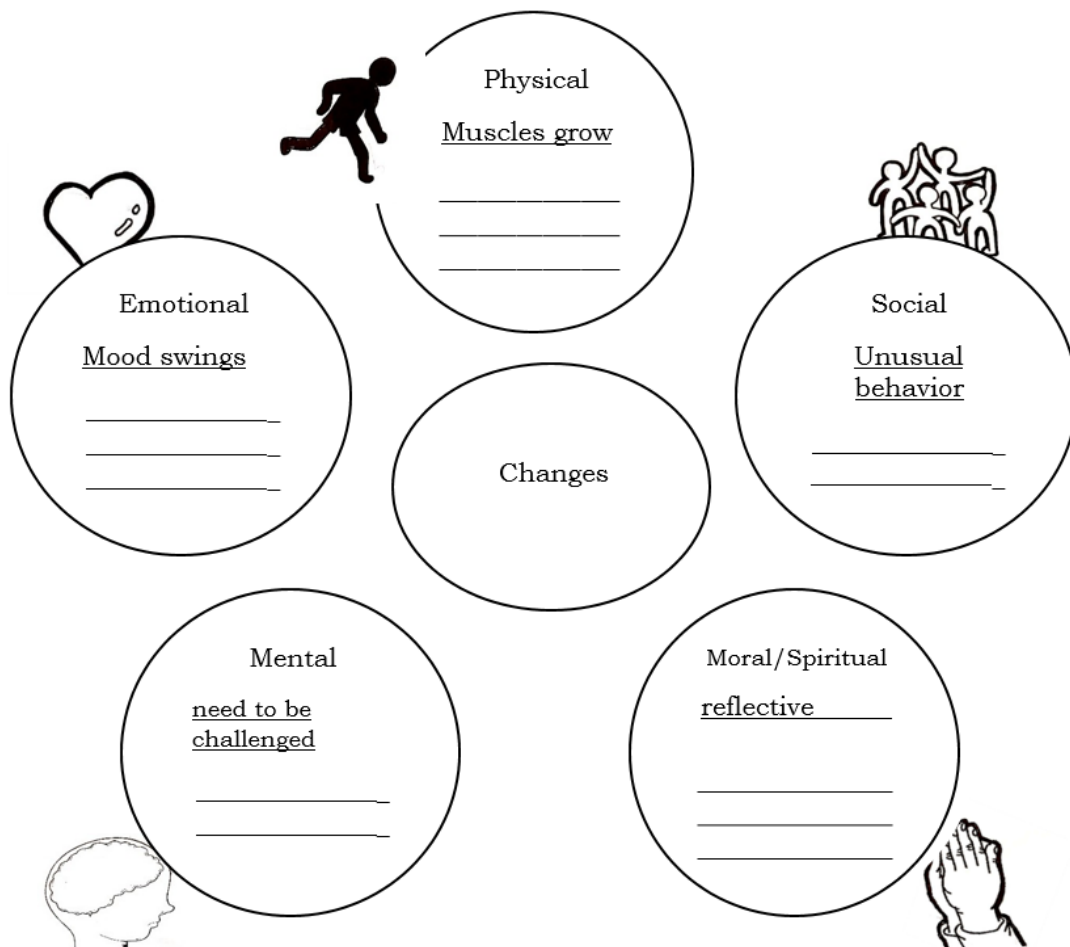 Physical
Muscles grow
Emotional
Mood swings
Social
Unusual
behavior
Changes
Mental
need to be
challenged
Moral/Spiritual
reflective